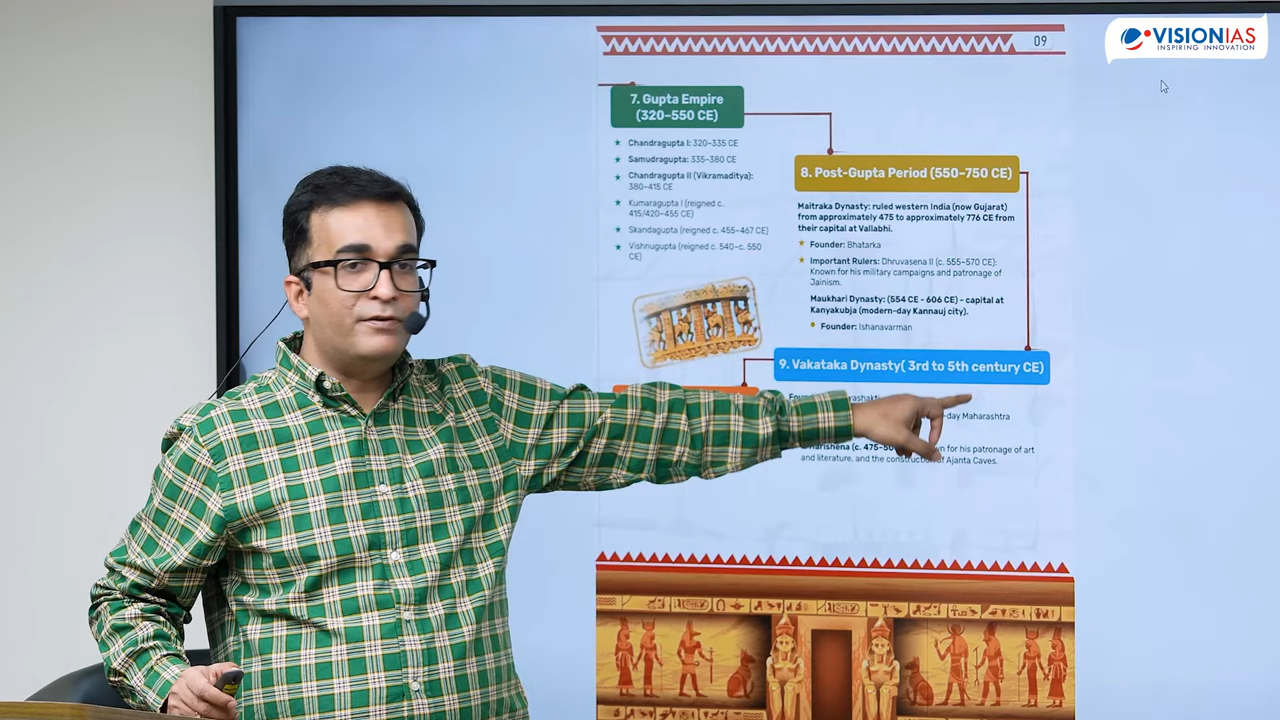 09
VISIONIAS
INSPIRING INNOVATION
7. Gupta Empire
(320-550 CE)
★ Chandragupta I: 320-335 CE
★ Samudragupta: 335-380 CE
★ Chandragupta II (Vikramaditya):
380-415 CE
★ Kumaragupta I (reigned c.
415/420-455 CE)
★ Skandagupta (reigned c. 455-467 CE)
★ Vishnugupta (reigned c. 540-c. 550
CE)
8. Post-Gupta Period (550-750 CE)
Maitraka Dynasty: ruled western India (now Gujarat)
from approximately 475 to approximately 776 CE from
their capital at Vallabhi.
★ Founder: Bhatarka
★ Important Rulers: Dhruvasena II (c. 555-570 CE):
Known for his military campaigns and patronage of
Jainism.
Maukhari Dynasty: (554 CE - 606 CE) - capital at
Kanyakubja (modern-day Kannauj city).
Founder: Ishanavarman
9. Vakataka Dynasty( 3rd to 5th century CE)
-day Maharashtra
(c. 475- for his patronage of art
and literature, and the construction of Ajanta Caves.